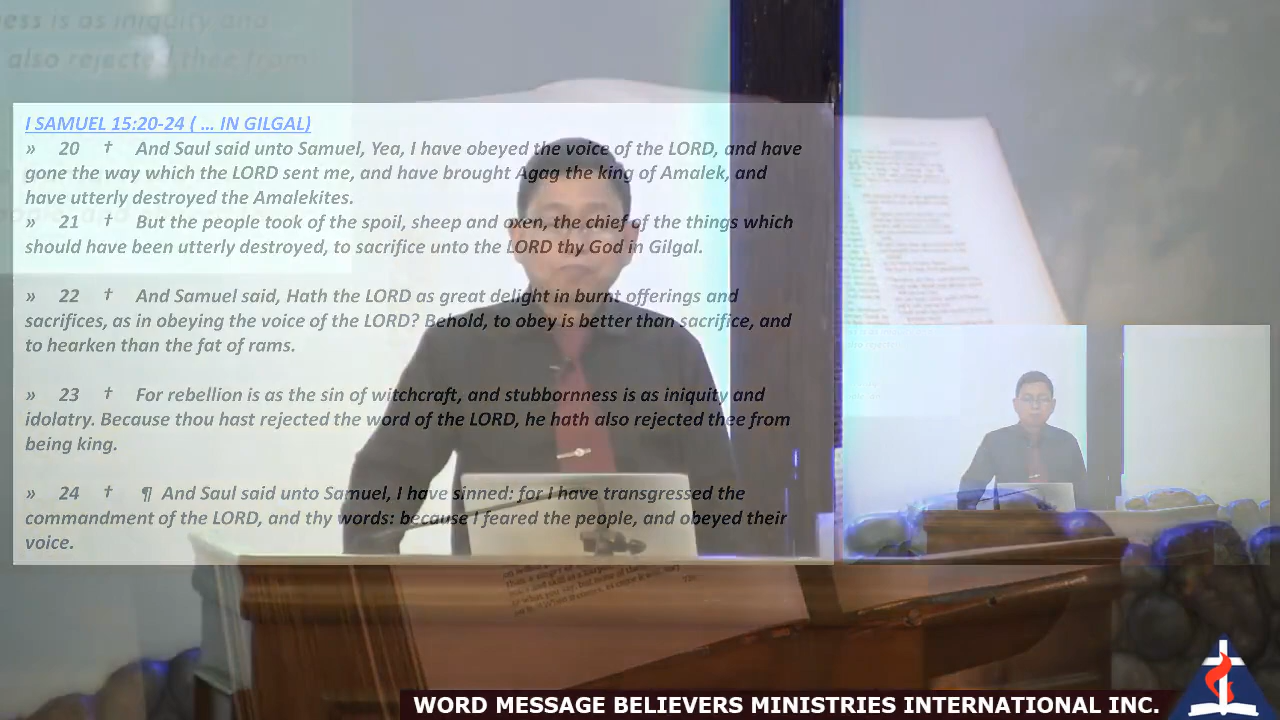 ess is as iniquity and
also rejected thee from
I SAMUEL 15:20-24 ( ... IN GILGAL)
» 20 † And Saul said unto Samuel, Yea, I have obeyed the voice of the LORD, and have
gone the way which the LORD sent me, and have brought Agag the king of Amalek, and
have utterly destroyed the Amalekites.
» 21 † But the people took of the spoil, sheep and oxen, the chief of the things which
should have been utterly destroyed, to sacrifice unto the LORD thy God in Gilgal.
» 22 † And Samuel said, Hath the LORD as great delight in burnt offerings and
sacrifices, as in obeying the voice of the LORD? Behold, to obey is better than sacrifice, and
to hearken than the fat of rams.
» 23 † For rebellion is as the sin of witchcraft, and stubbornness is as iniquity and
idolatry. Because thou hast rejected the word of the LORD, he hath also rejected thee from
being king.
» 24 † ¶ And Saul said unto Samuel, I have sinned: for I have transgressed the
commandment of the LORD, and thy words: because I feared the people, and obeyed their
voice.
WORD MESSAGE BELIEVERS MINISTRIES INTERNATIONAL INC.